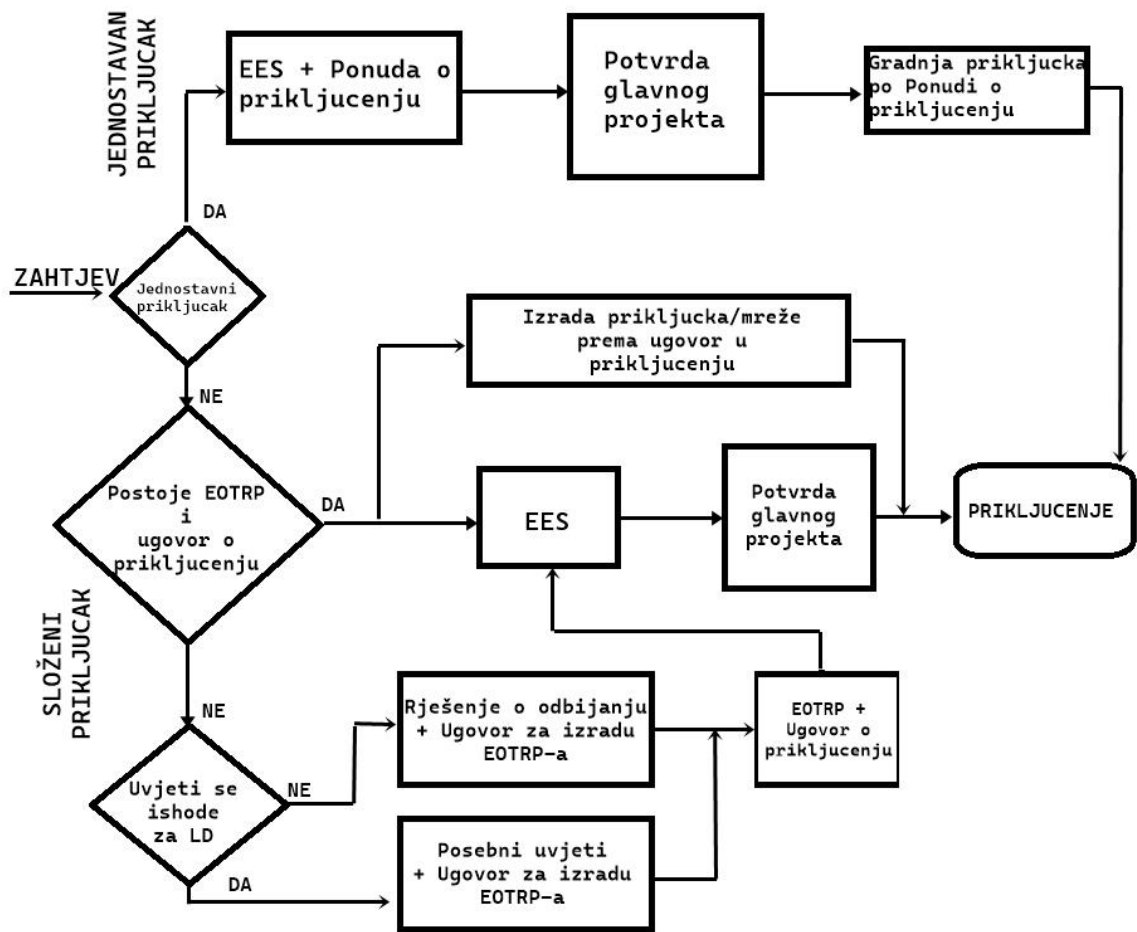 JEDNOSTAVAN
PRIKLJUCAK
EES + Ponuda o
prikljucenju
Potvrda
glavnog
projekta
Gradnja prikljucka
po Ponudi o
prikljucenju
DA
ZAHTJEV
Jednostavni
prikljucak
NE
Izrada prikljucka/mreže
prema ugovor u
prikljucenju
Postoje EOTRP
i
ugovor o
prikljucenju
DA
EES
Potvrda
glavnog
projekta
PRIKLJUCENJE
SLOŽENI
PRIKLJUCAK
NE
Rješenje o odbijanju
+ Ugovor za izradu
EOTRP-a
EOTRP +
Ugovor o
prikljucenju
Uvjeti se
ishode
za LD
NE
DA
Posebni uvjeti
+ Ugovor za izradu
EOTRP-a